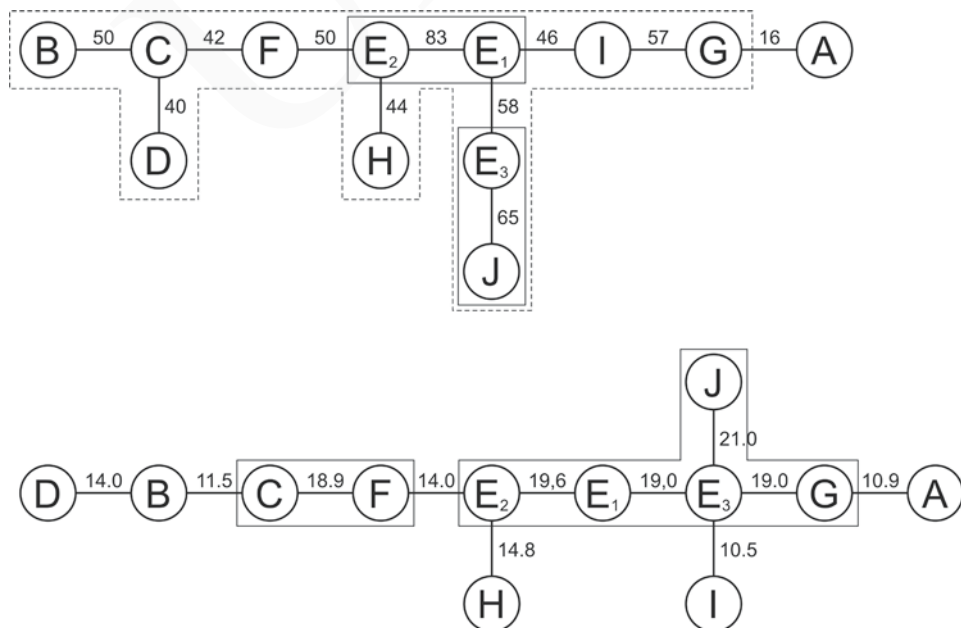 B 50 C 42 F 50 E₂ 83 E₁ 46 I 57 G 16 A
40 44 58
D H E₃
65
J
J
21.0
D 14.0 B 11.5 C 18.9 F 14.0 E₂ 19,6 E₁ 19,0 E₃ 19.0 G 10.9 A
14.8 10.5
H I